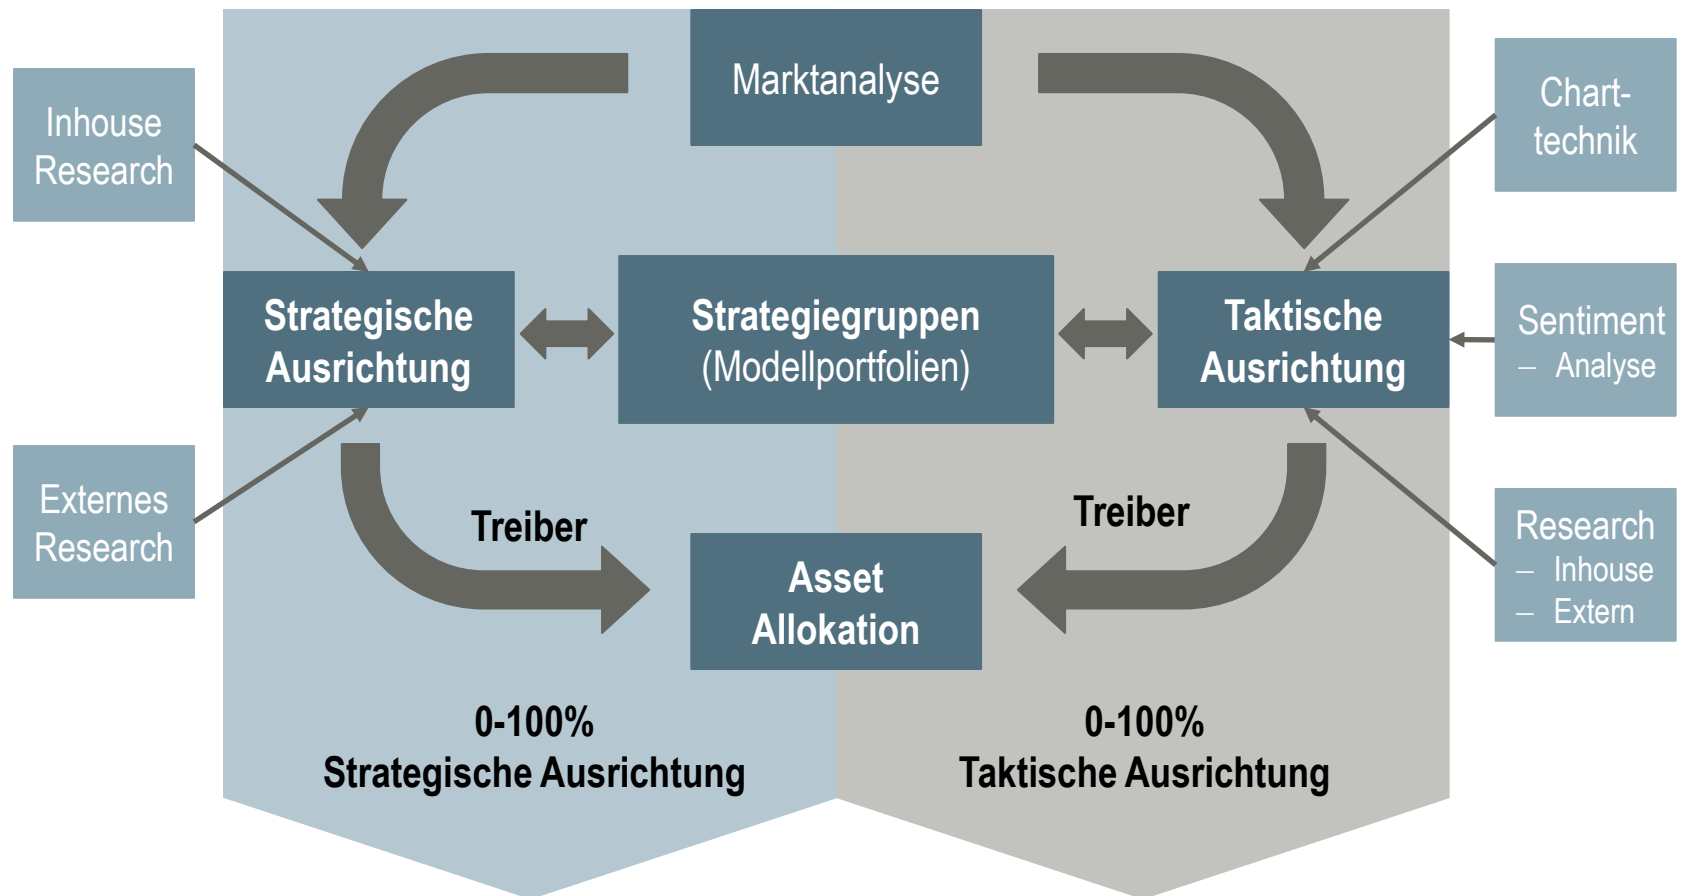 Marktanalyse
Inhouse
Research
Chart-
technik
Strategische
Ausrichtung
Strategiegruppen
(Modellportfolien)
Taktische
Ausrichtung
Sentiment
– Analyse
Externes
Research
Treiber
Treiber
Research
– Inhouse
– Extern
Asset
Allokation
0-100%
Strategische Ausrichtung
0-100%
Taktische Ausrichtung